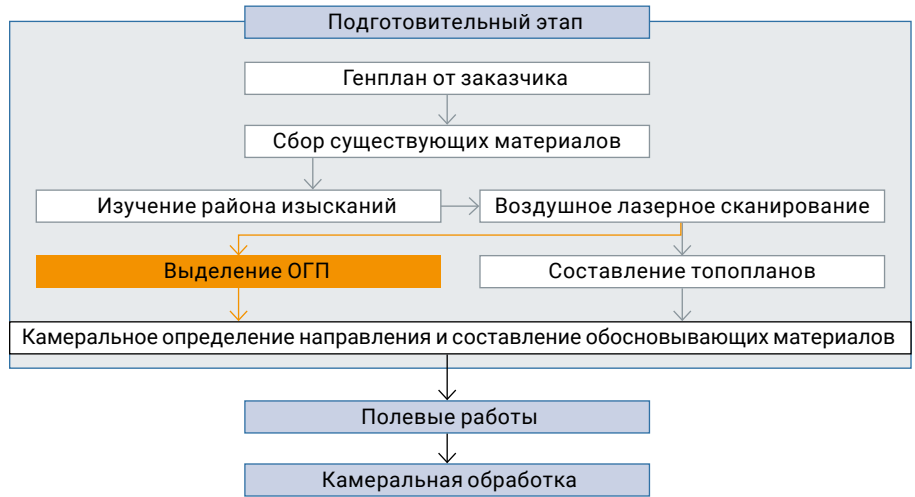 Подготовительный этап
Генплан от заказчика
Сбор существующих материалов
Изучение района изысканий
Воздушное лазерное сканирование
Выделение ОГП
Составление топопланов
Камеральное определение направления и составление обосновывающих материалов
Полевые работы
Камеральная обработка